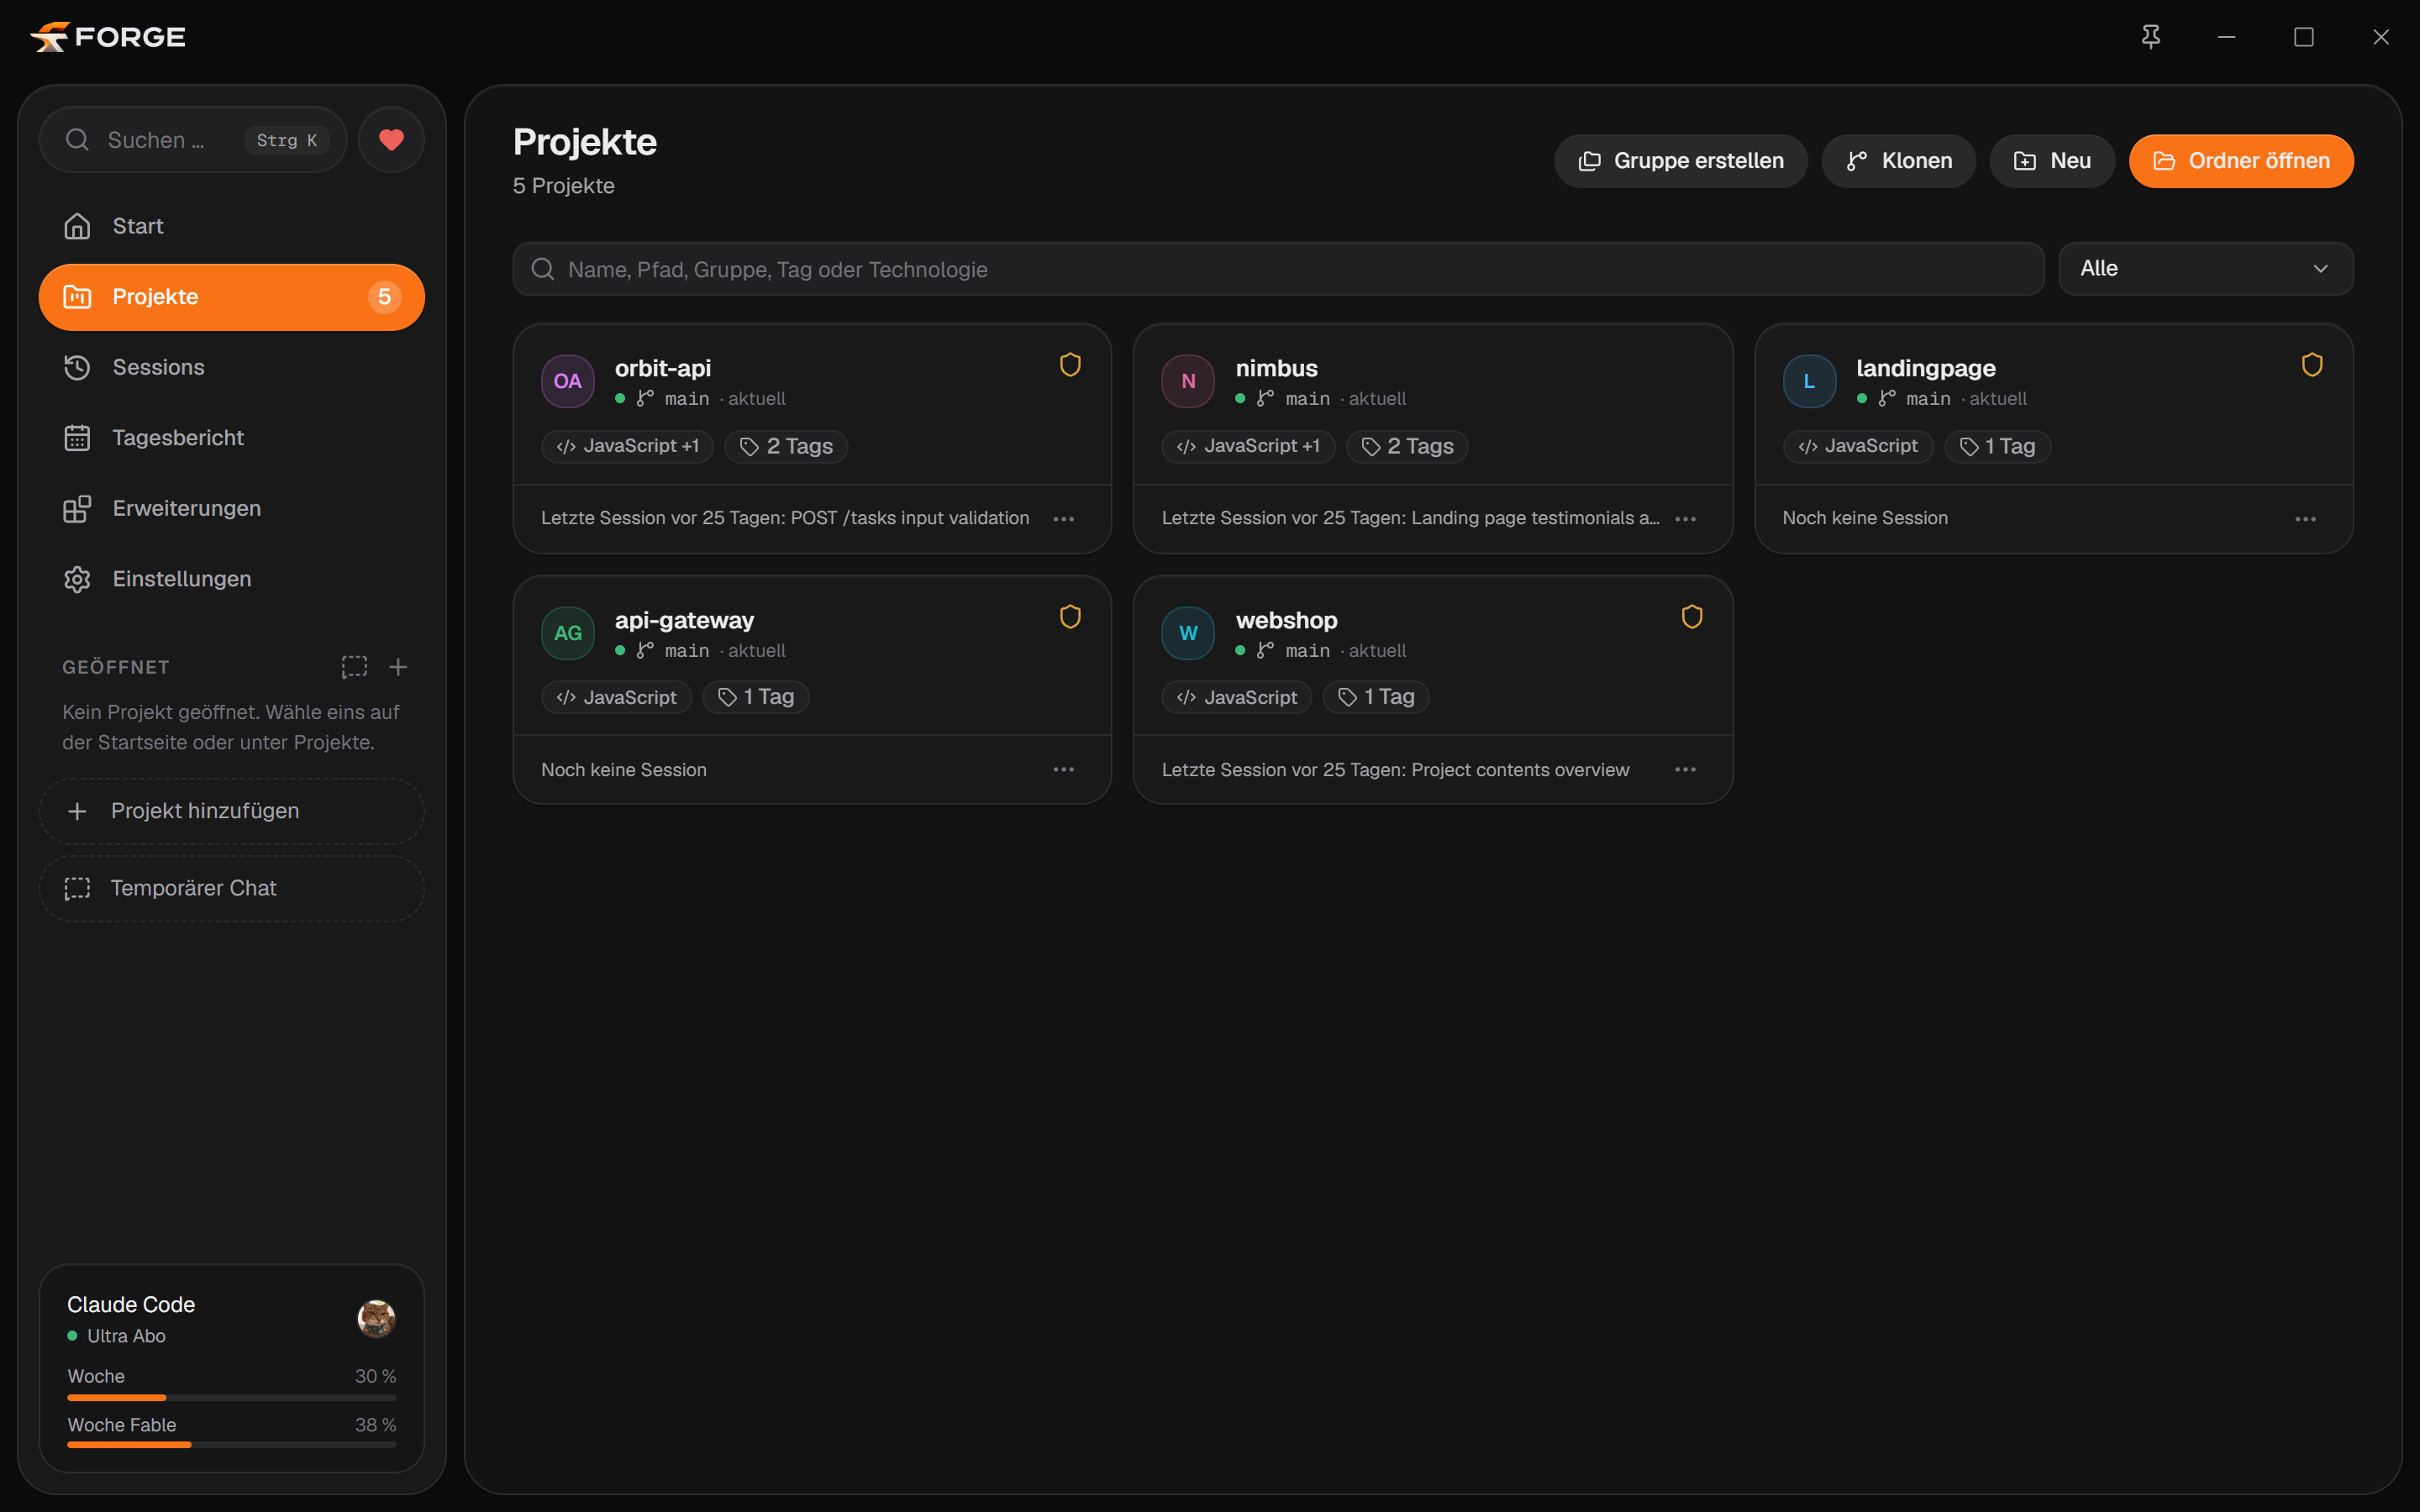 FORGE
Suchen ...
Strg K
Start
Projekte
5
Sessions
Tagesbericht
Erweiterungen
Einstellungen
GEÖFFNET
Kein Projekt geöffnet. Wähle eins auf
der Startseite oder unter Projekte.
Projekt hinzufügen
Temporärer Chat
Claude Code
Ultra Abo
Woche
30 %
Woche Fable
38 %
Projekte
5 Projekte
Gruppe erstellen
Klonen
Neu
Ordner öffnen
Name, Pfad, Gruppe, Tag oder Technologie
Alle
OA
orbit-api
main · aktuell
JavaScript +1
2 Tags
Letzte Session vor 25 Tagen: POST /tasks input validation
N
nimbus
main · aktuell
JavaScript +1
2 Tags
Letzte Session vor 25 Tagen: Landing page testimonials a...
L
landingpage
main · aktuell
JavaScript
1 Tag
Noch keine Session
AG
api-gateway
main · aktuell
JavaScript
1 Tag
Noch keine Session
W
webshop
main · aktuell
JavaScript
1 Tag
Letzte Session vor 25 Tagen: Project contents overview